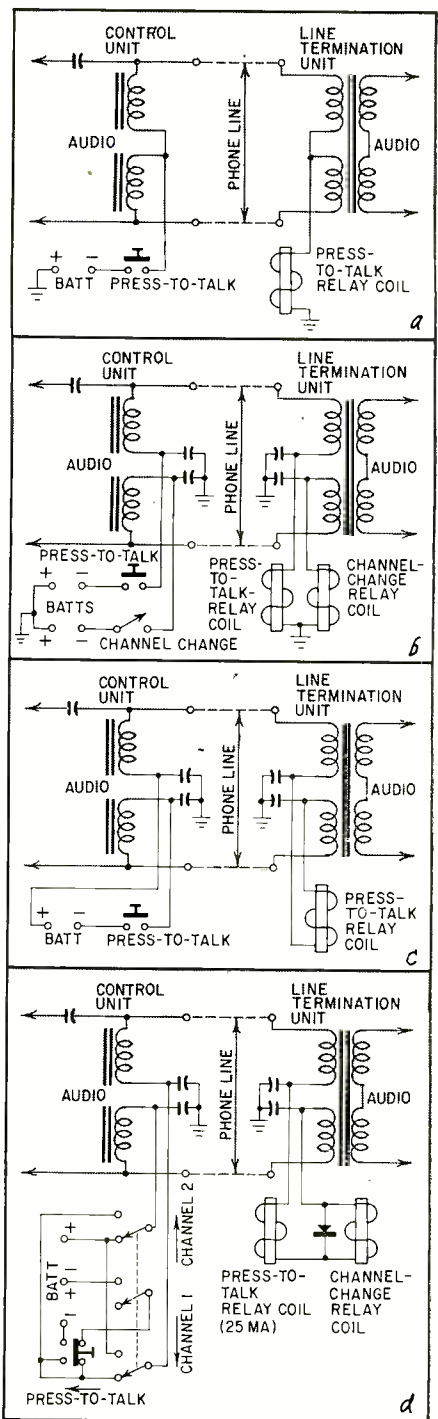 CONTROL
UNIT
LINE
TERMINATION
UNIT
AUDIO
PHONE LINE
AUDIO
+ -
BATT PRESS-TO-TALK
PRESS-
TO-TALK
RELAY COIL
a
CONTROL
UNIT
LINE
TERMINATION
UNIT
AUDIO
PHONE LINE
AUDIO
PRESS-TO-TALK
+ -
BATTS
+ -
CHANNEL CHANGE
PRESS-
TO-
TALK-
RELAY
COIL
CHANNEL-
CHANGE
RELAY
COIL
b
CONTROL
UNIT
LINE
TERMINATION
UNIT
AUDIO
PHONE LINE
AUDIO
+ -
BATT PRESS-TO-TALK
PRESS-
TO-TALK
RELAY
COIL
c
CONTROL
UNIT
LINE
TERMINATION
UNIT
AUDIO
PHONE LINE
AUDIO
+
BATT
-
+
-
CHANNEL 2
CHANNEL 1
PRESS-TO-TALK
PRESS-TO-
TALK
RELAY COIL
(25 MA)
CHANNEL-
CHANGE
RELAY
COIL
d